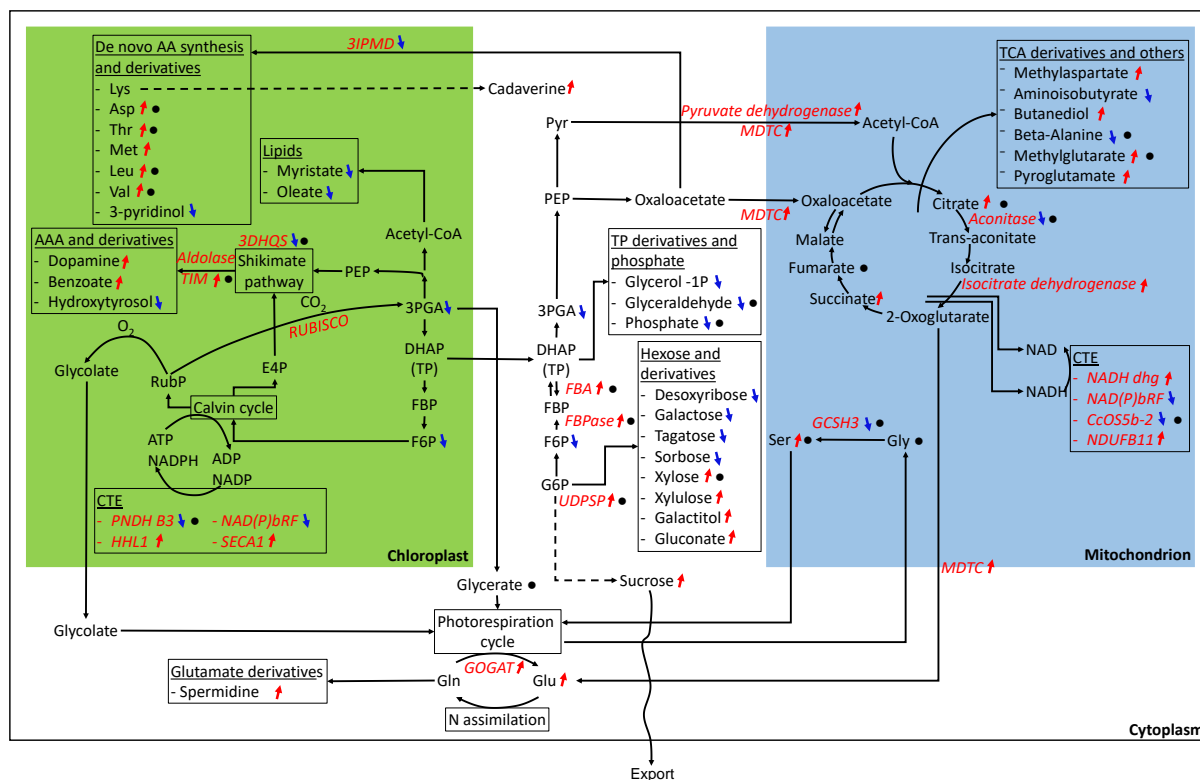 De novo AA synthesis
and derivatives
- Lys
- Asp
- Thr
- Met
- Leu
- Val
- 3-pyridinol
3IPMD
Cadaverine
Lipids
- Myristate
- Oleate
AAA and derivatives
- Dopamine
- Benzoate
- Hydroxytyrosol
3DHQS
Aldolase
TIM
Shikimate
pathway
PEP
Acetyl-CoA
CO2
RUBISCO
3PGA
O2
Glycolate
RubP
E4P
DHAP
(TP)
FBP
F6P
Calvin cycle
ATP
NADPH
ADP
NADP
CTE
- PNDH B3
- NAD(P)bRF
- HHL1
- SECA1
Chloroplast
Pyr
PEP
Oxaloacetate
3PGA
DHAP
(TP)
FBA
FBP
FBPase
F6P
G6P
UDPSP
TP derivatives and
phosphate
- Glycerol -1P
- Glyceraldehyde
- Phosphate
Hexose and
derivatives
- Desoxyribose
- Galactose
- Tagatose
- Sorbose
- Xylose
- Xylulose
- Galactitol
- Gluconate
Pyruvate dehydrogenase
MDTC
Acetyl-CoA
MDTC
Oxaloacetate
Citrate
Aconitase
Trans-aconitate
Isocitrate
Isocitrate dehydrogenase
2-Oxoglutarate
Succinate
Fumarate
Malate
TCA derivatives and others
- Methylaspartate
- Aminoisobutyrate
- Butanediol
- Beta-Alanine
- Methylglutarate
- Pyroglutamate
NAD
NADH
CTE
- NADH dhg
- NAD(P)bRF
- CcOS5b-2
- NDUFB11
GCSH3
Ser
Gly
Mitochondrion
MDTC
Glycerate
Sucrose
Glycolate
Photorespiration
cycle
GOGAT
Gln
Glu
N assimilation
Glutamate derivatives
- Spermidine
Cytoplasm
Export